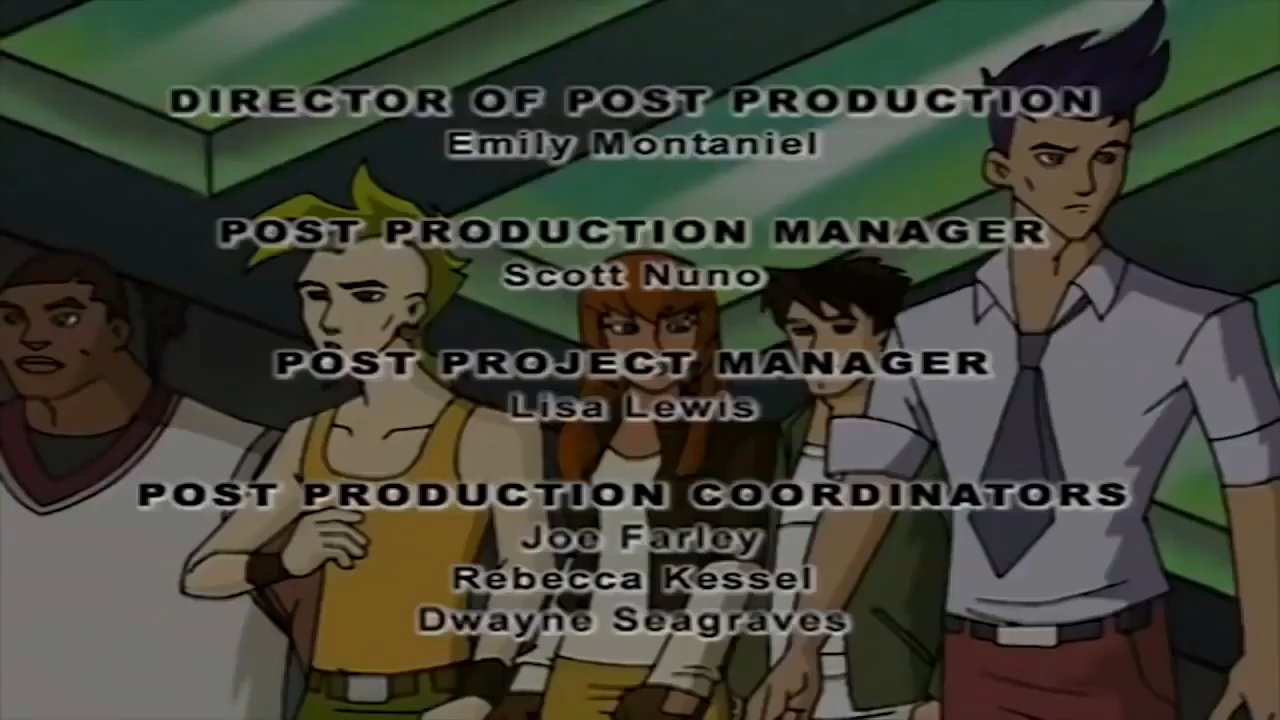 DIRECTOR OF POST PRODUCTION
Emily Montaniel
POST PRODUCTION MANAGER
Scott Nuno
POST PROJECT MANAGER
Lisa Lewis
POST PRODUCTION COORDINATORS
Joe Farley
Rebecca Kessel
Dwayne Seagraves